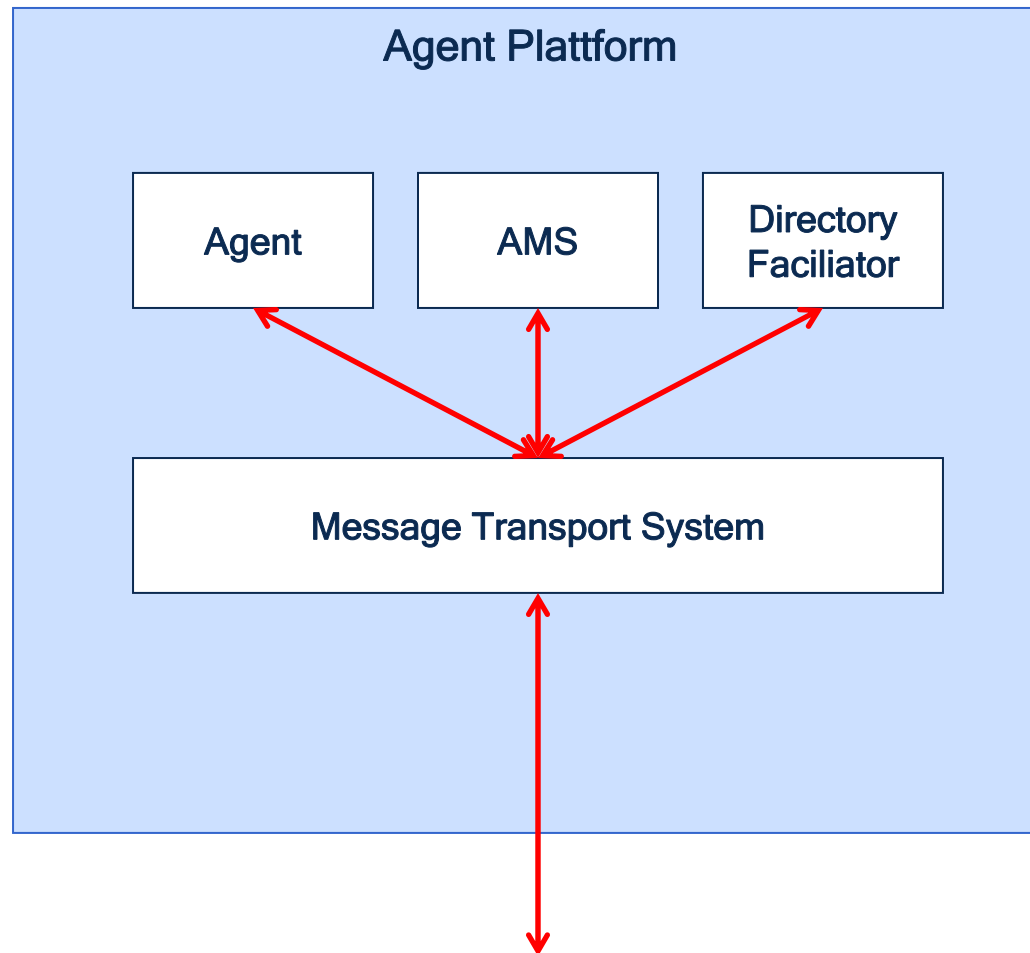 Agent Plattform
Agent
AMS
Directory
Faciliator
Message Transport System